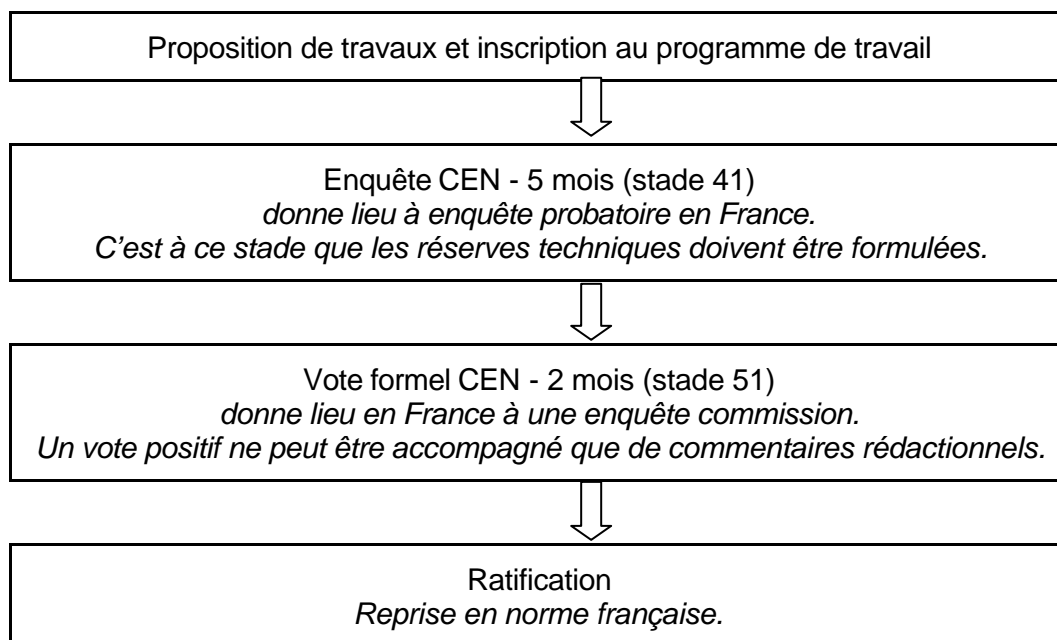 Proposition de travaux et inscription au programme de travail
Enquête CEN - 5 mois (stade 41)
donne lieu à enquête probatoire en France.
C’est à ce stade que les réserves techniques doivent être formulées.
Vote formel CEN - 2 mois (stade 51)
donne lieu en France à une enquête commission.
Un vote positif ne peut être accompagné que de commentaires rédactionnels.
Ratification
Reprise en norme française.